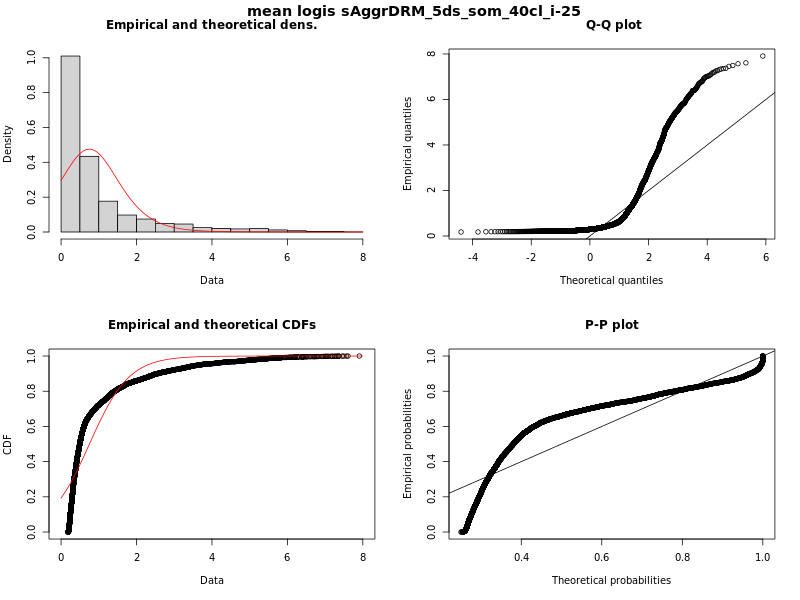 mean logis sAggrDRM_5ds_som_40cl_i-25
Empirical and theoretical dens.
Density
0.0 0.2 0.4 0.6 0.8 1.0
0 2 4 6 8
Data
Q-Q plot
Empirical quantiles
0 2 4 6 8
-4 -2 0 2 4 6
Theoretical quantiles
Empirical and theoretical CDFs
CDF
0.0 0.2 0.4 0.6 0.8 1.0
0 2 4 6 8
Data
P-P plot
Empirical probabilities
0.0 0.2 0.4 0.6 0.8 1.0
0.4 0.6 0.8 1.0
Theoretical probabilities